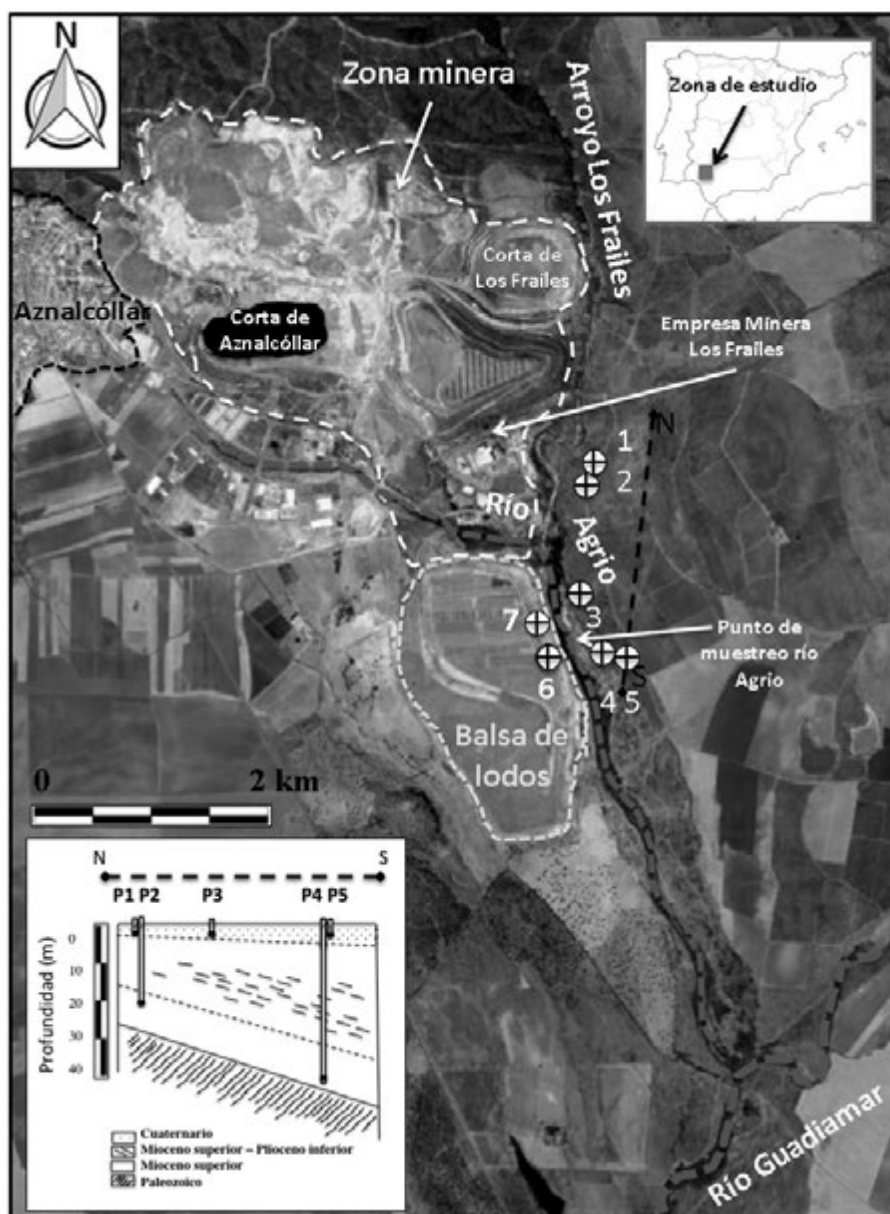 N
Zona minera
Arroyo Los Frailes
Zona de estudio
Corta de
Los Frailes
Aznalcóllar
Corta de
Aznalcóllar
Empresa Minera
Los Frailes
N
1
2
Río
Agrio
3
7
Punto de
muestreo río
Agrio
S
6
4
5
Balsa de
lodos
0
2 km
N
S
P1
P2
P3
P4
P5
Profundidad (m)
0
10
20
30
40
Cuaternario
Mioceno superior – Plioceno inferior
Mioceno superior
Paleozoico
Río Guadiamar